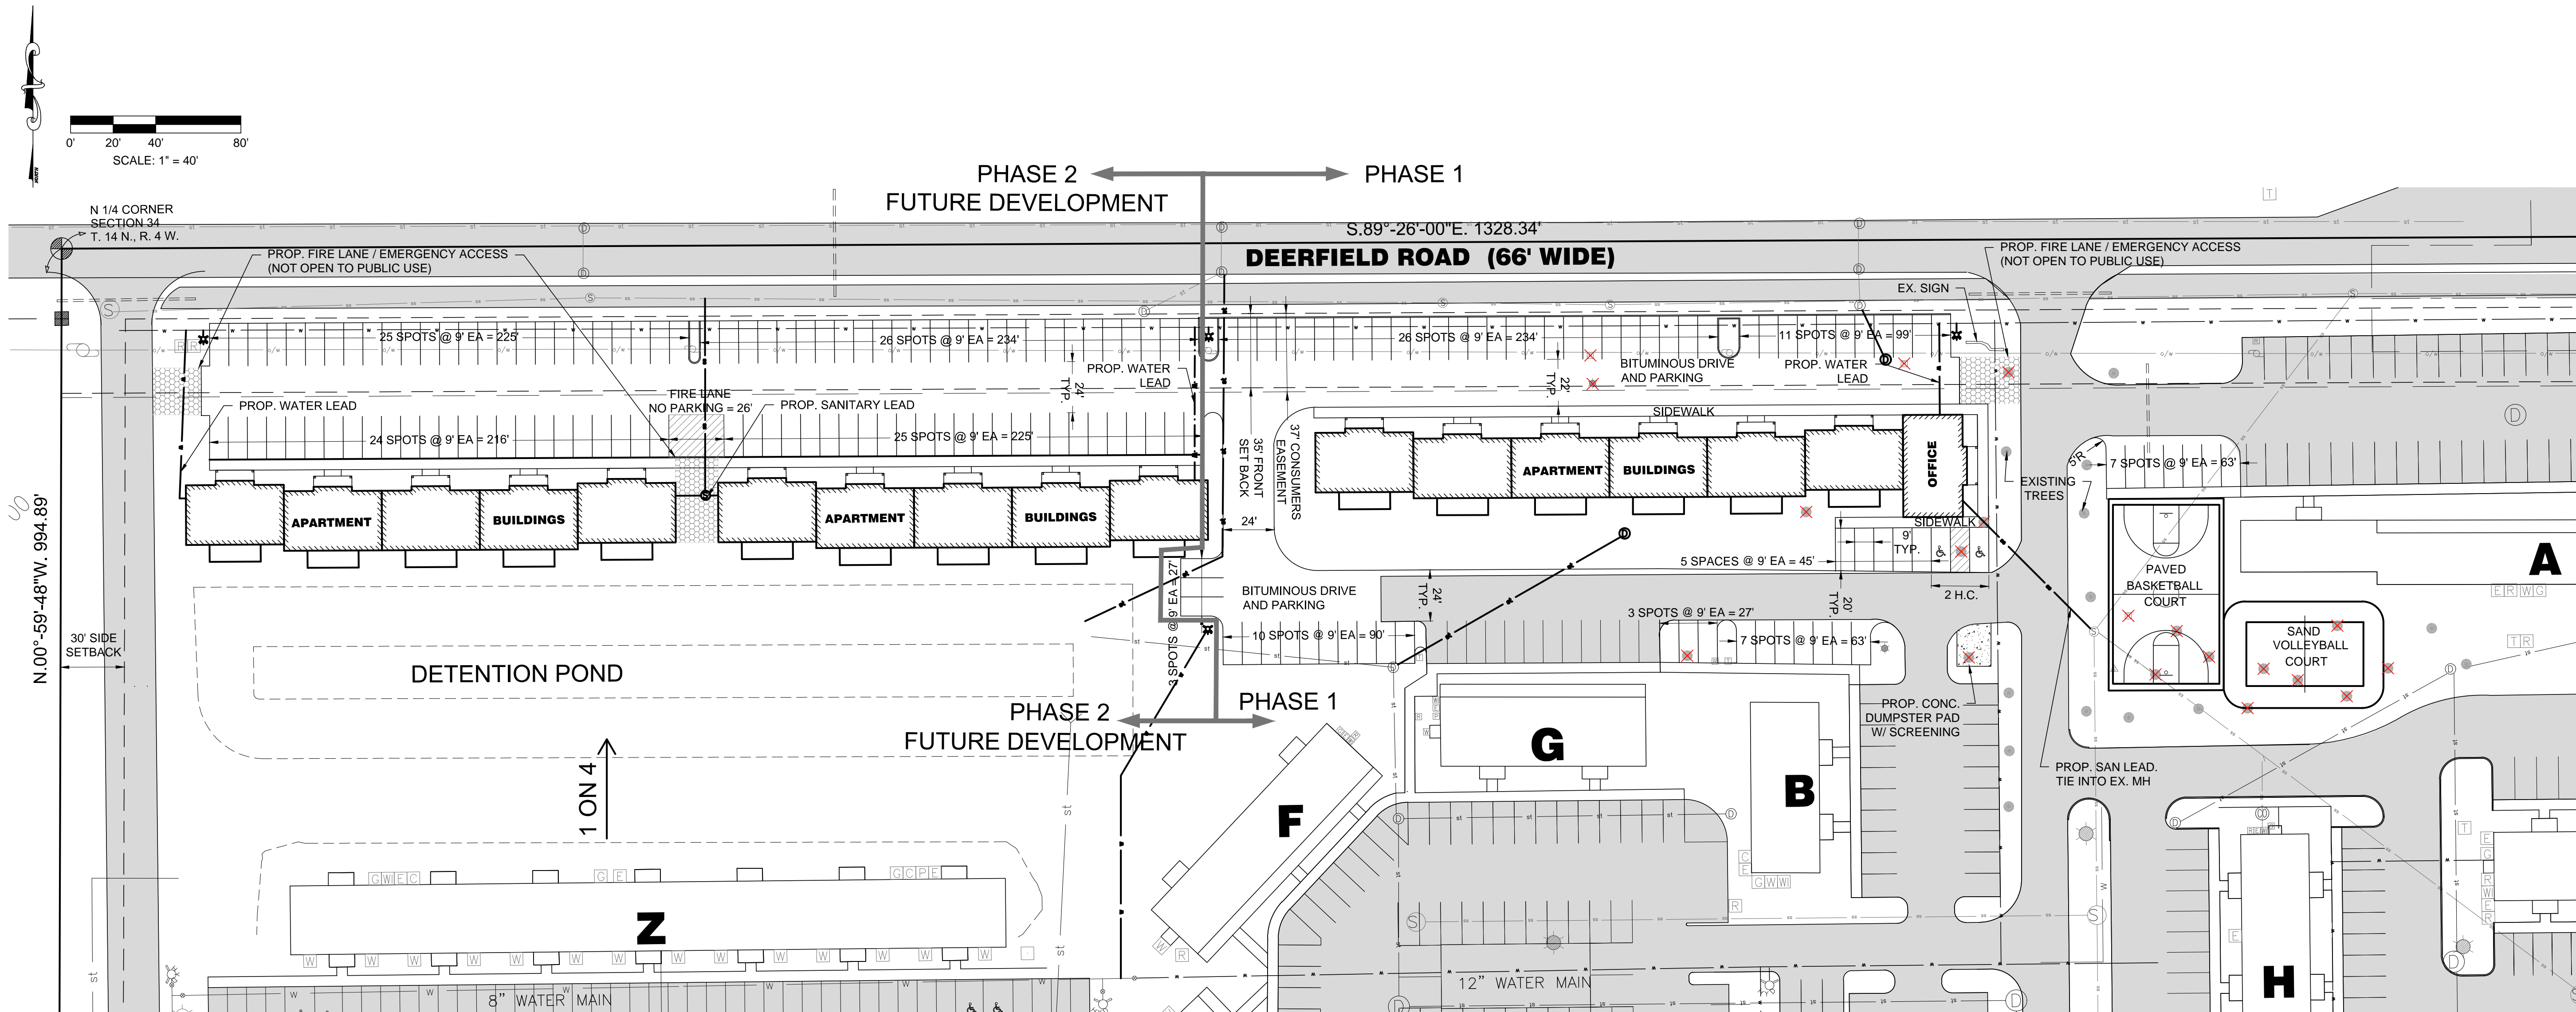 NORTH
0' 20' 40' 80'
SCALE: 1" = 40'
PHASE 2
PHASE 1
FUTURE DEVELOPMENT
N 1/4 CORNER
SECTION 34
T. 14 N., R. 4 W.
S.89°-26'-00"E. 1328.34'
DEERFIELD ROAD (66' WIDE)
PROP. FIRE LANE / EMERGENCY ACCESS
(NOT OPEN TO PUBLIC USE)
PROP. FIRE LANE / EMERGENCY ACCESS
(NOT OPEN TO PUBLIC USE)
EX. SIGN
25 SPOTS @ 9' EA = 225'
26 SPOTS @ 9' EA = 234'
26 SPOTS @ 9' EA = 234'
11 SPOTS @ 9' EA = 99'
PROP. WATER
LEAD
24'
TYP.
22'
TYP.
BITUMINOUS DRIVE
AND PARKING
PROP. WATER
LEAD
PROP. WATER LEAD
FIRE LANE
NO PARKING = 26'
PROP. SANITARY LEAD
24 SPOTS @ 9' EA = 216'
25 SPOTS @ 9' EA = 225'
35' FRONT
SET BACK
37' CONSUMERS
EASEMENT
SIDEWALK
APARTMENT
BUILDINGS
APARTMENT
BUILDINGS
APARTMENT
BUILDINGS
OFFICE
SIDEWALK
EXISTING
TREES
5'R
7 SPOTS @ 9' EA = 63'
24'
9'
TYP.
5 SPACES @ 9' EA = 45'
2 H.C.
20'
TYP.
24'
TYP.
3 SPOTS @ 9' EA = 27'
BITUMINOUS DRIVE
AND PARKING
10 SPOTS @ 9' EA = 90'
3 SPOTS @ 9' EA = 27'
7 SPOTS @ 9' EA = 63'
PAVED
BASKETBALL
COURT
SAND
VOLLEYBALL
COURT
A
N.00°-59'-48"W. 994.89'
30' SIDE
SETBACK
DETENTION POND
1 ON 4
PHASE 2
PHASE 1
FUTURE DEVELOPMENT
PROP. CONC.
DUMPSTER PAD
W/ SCREENING
PROP. SAN LEAD.
TIE INTO EX. MH
G
B
F
Z
H
8" WATER MAIN
12" WATER MAIN